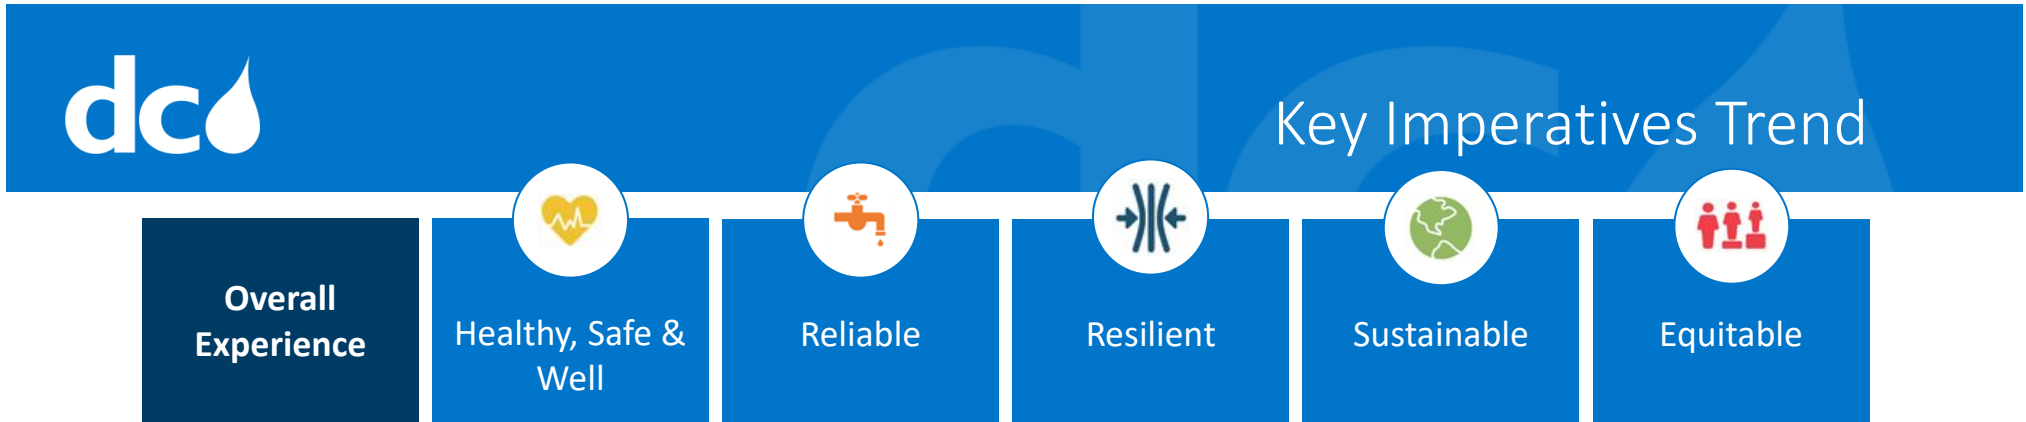 dc
Key Imperatives Trend
Overall
Experience
Healthy, Safe &
Well
Reliable
Resilient
Sustainable
Equitable